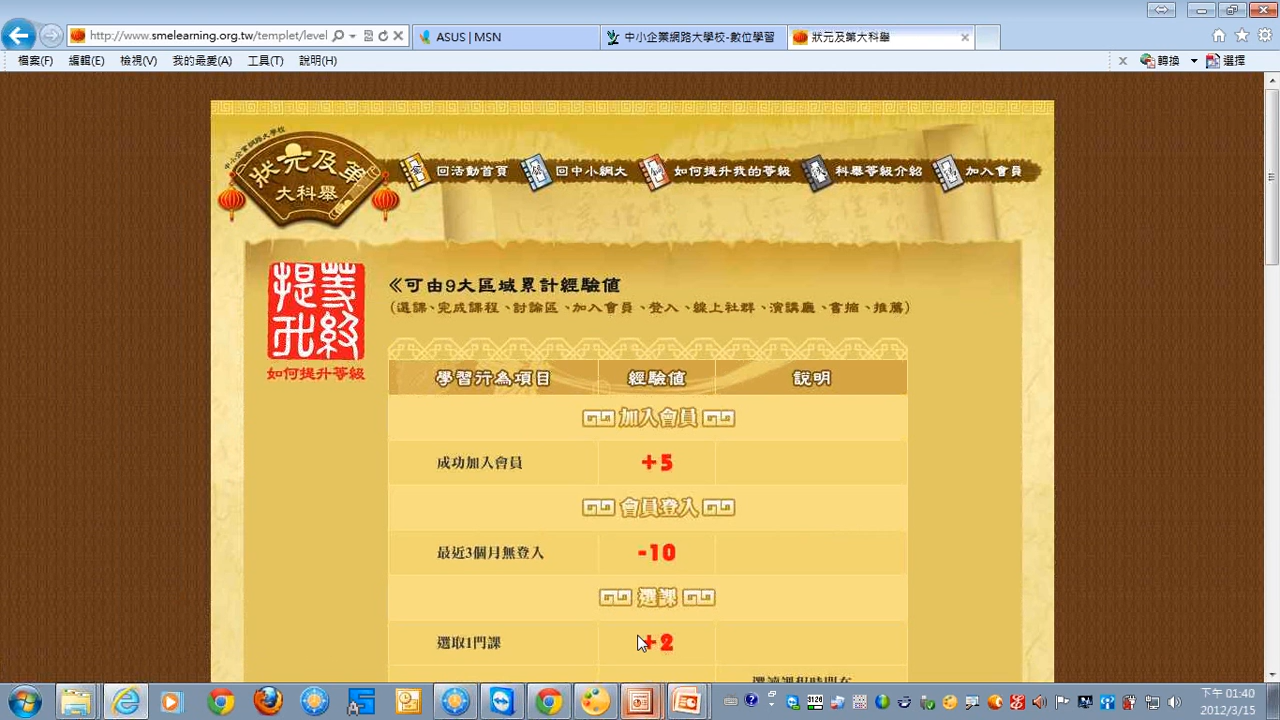 http://www.smelearning.org.tw/templet/level
ASUS | MSN
中小企業網路大學校-數位學習
狀元及第大科舉
檔案(F) 編輯(E) 檢視(V) 我的最愛(A) 工具(T) 說明(H)
轉換 選擇
中小企業網路大學校
狀元及第
大科舉
回活動首頁
回中小網大
如何提升我的等級
科舉等級介紹
加入會員
提升等級
如何提升等級
《可由9大區域累計經驗值
(選課、完成課程、討論區、加入會員、登入、線上社群、演講廳、書摘、推薦)
學習行為項目 經驗值 說明
加入會員
成功加入會員 +5
會員登入
最近3個月無登入 -10
選課
選取1門課 +2
下午 01:40
2012/3/15